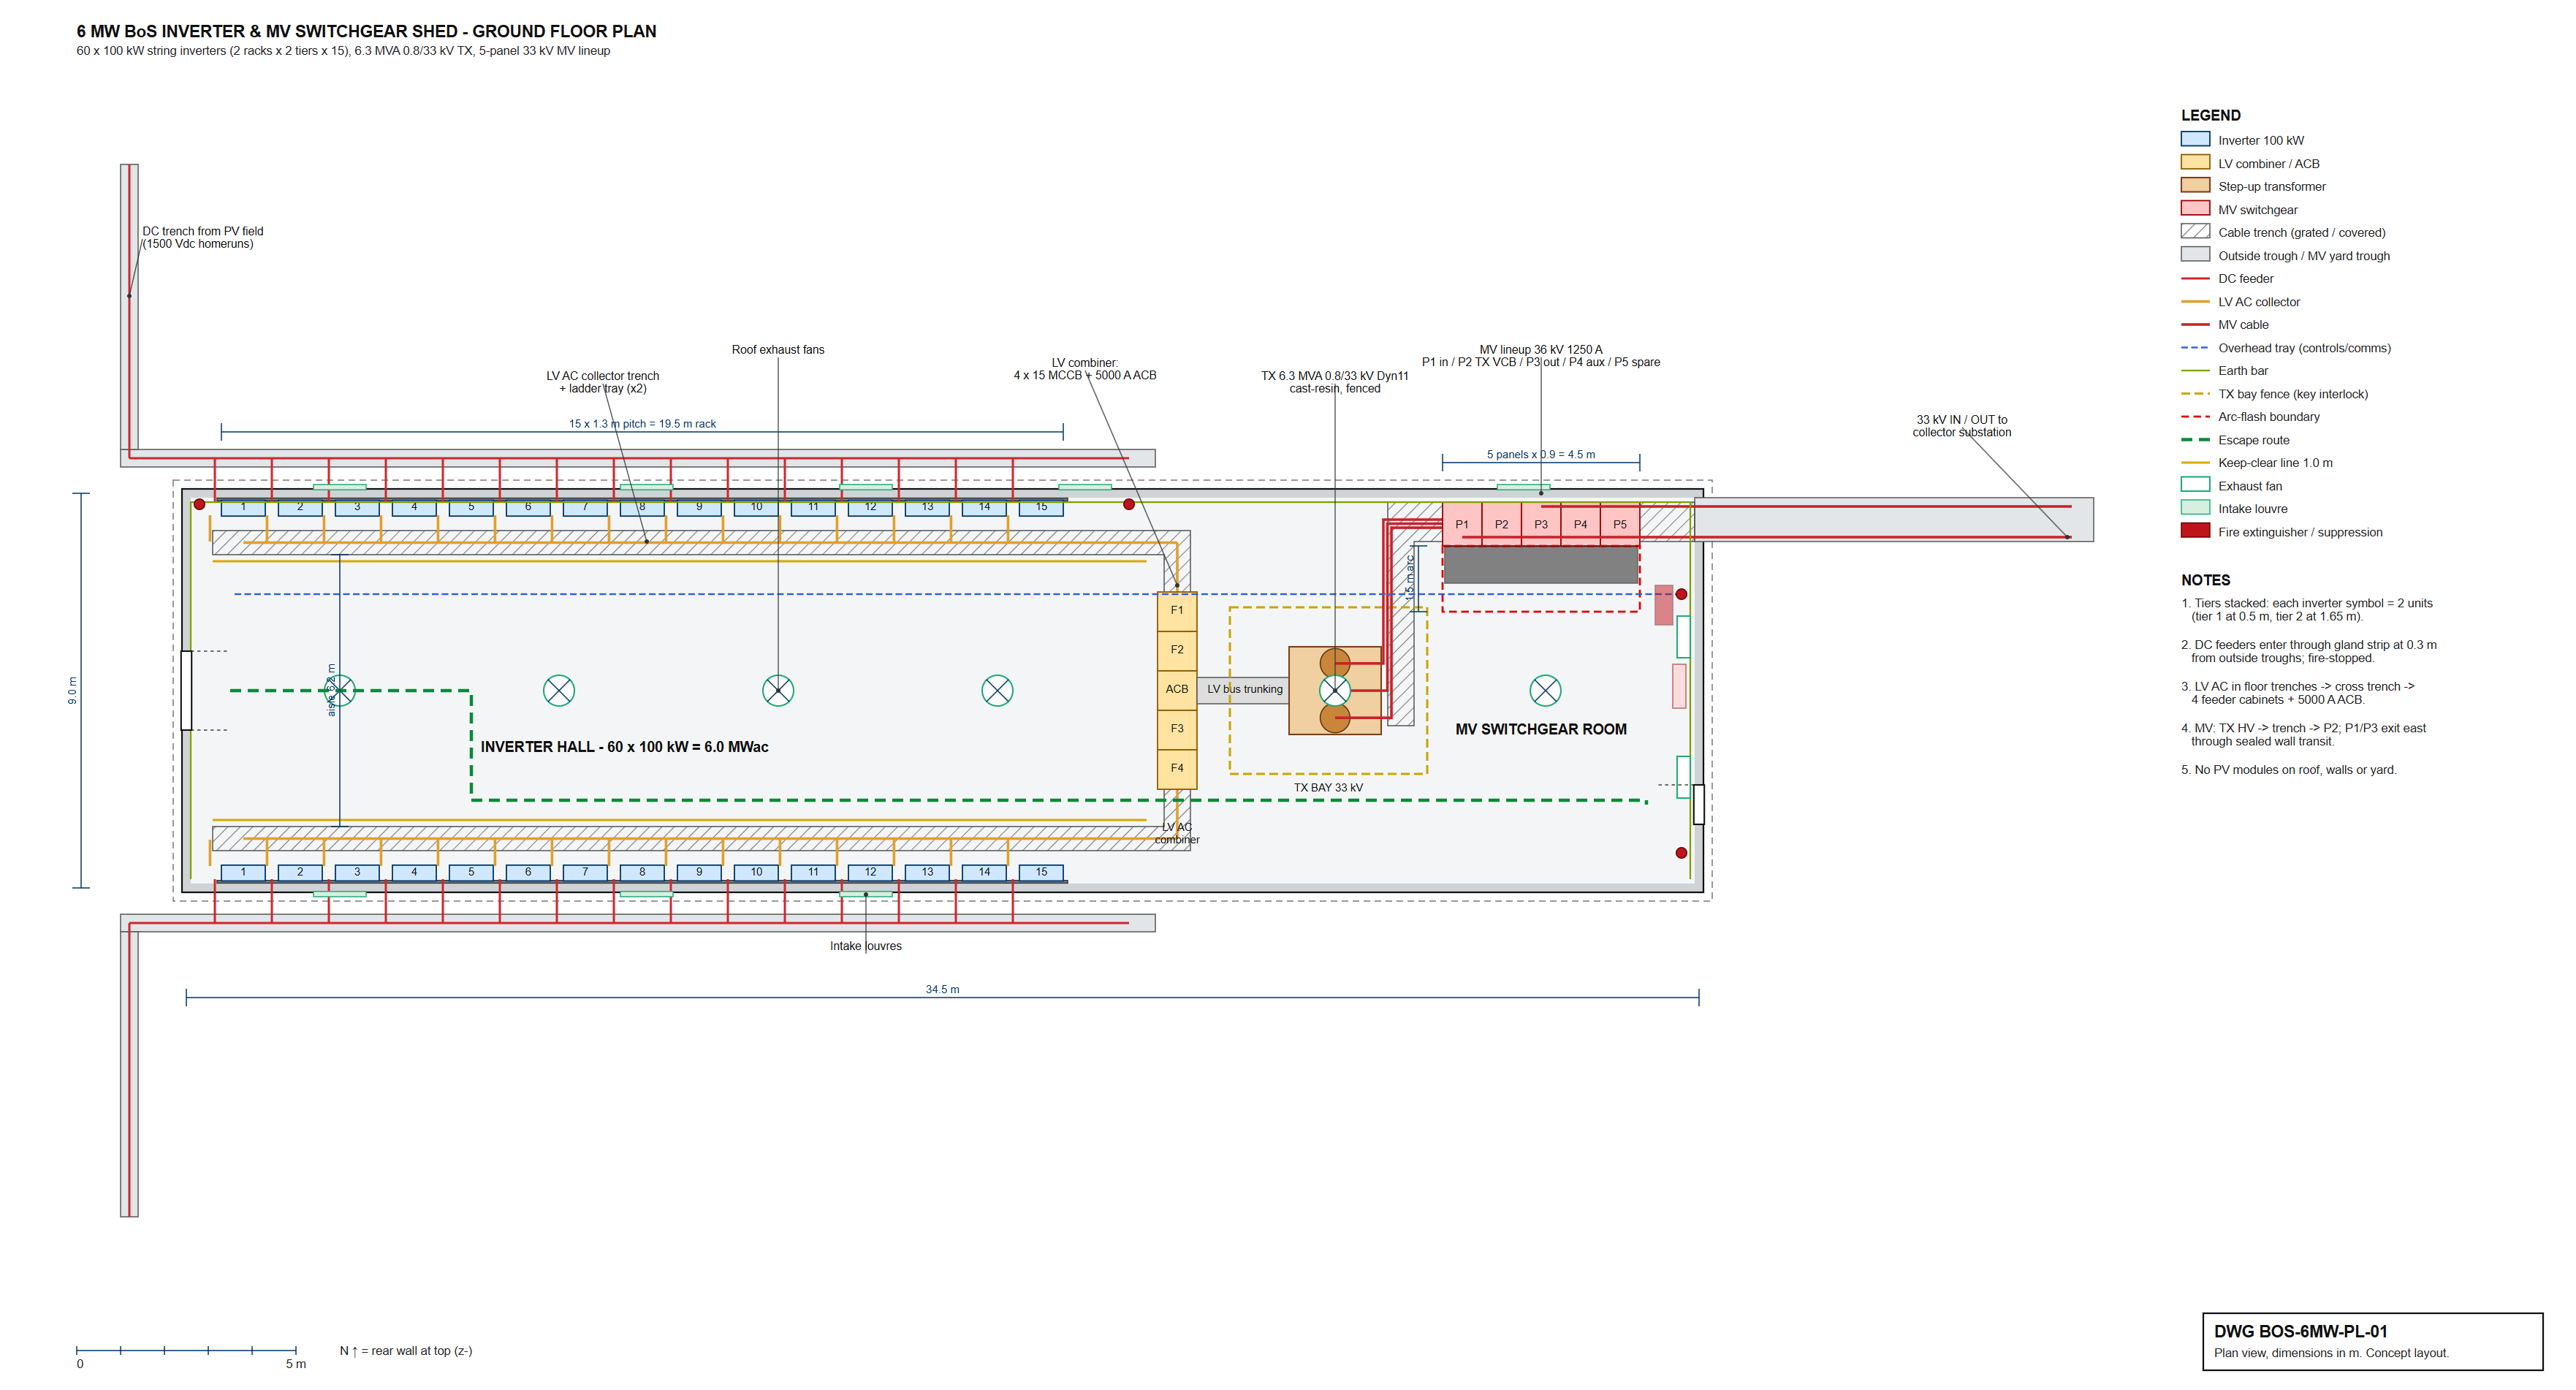 6 MW BoS INVERTER & MV SWITCHGEAR SHED - GROUND FLOOR PLAN
60 x 100 kW string inverters (2 racks x 2 tiers x 15), 6.3 MVA 0.8/33 kV TX, 5-panel 33 kV MV lineup
DC trench from PV field
(1500 Vdc homeruns)
Roof exhaust fans
LV AC collector trench
+ ladder tray (x2)
LV combiner:
4 x 15 MCCB + 5000 A ACB
TX 6.3 MVA 0.8/33 kV Dyn11
cast-resin, fenced
MV lineup 36 kV 1250 A
P1 in / P2 TX VCB / P3 out / P4 aux / P5 spare
33 kV IN / OUT to
collector substation
15 x 1.3 m pitch = 19.5 m rack
5 panels x 0.9 = 4.5 m
1 2 3 4 5 6 7 8 9 10 11 12 13 14 15
P1 P2 P3 P4 P5
1.5 m arc
9.0 m
aisle 6.2 m
F1
F2
ACB
F3
F4
LV bus trunking
INVERTER HALL - 60 x 100 kW = 6.0 MWac
MV SWITCHGEAR ROOM
TX BAY 33 kV
LV AC
combiner
1 2 3 4 5 6 7 8 9 10 11 12 13 14 15
Intake louvres
34.5 m
0
5 m
N ↑ = rear wall at top (z-)
LEGEND
Inverter 100 kW
LV combiner / ACB
Step-up transformer
MV switchgear
Cable trench (grated / covered)
Outside trough / MV yard trough
DC feeder
LV AC collector
MV cable
Overhead tray (controls/comms)
Earth bar
TX bay fence (key interlock)
Arc-flash boundary
Escape route
Keep-clear line 1.0 m
Exhaust fan
Intake louvre
Fire extinguisher / suppression
NOTES
1. Tiers stacked: each inverter symbol = 2 units
(tier 1 at 0.5 m, tier 2 at 1.65 m).
2. DC feeders enter through gland strip at 0.3 m
from outside troughs; fire-stopped.
3. LV AC in floor trenches -> cross trench ->
4 feeder cabinets + 5000 A ACB.
4. MV: TX HV -> trench -> P2; P1/P3 exit east
through sealed wall transit.
5. No PV modules on roof, walls or yard.
DWG BOS-6MW-PL-01
Plan view, dimensions in m. Concept layout.